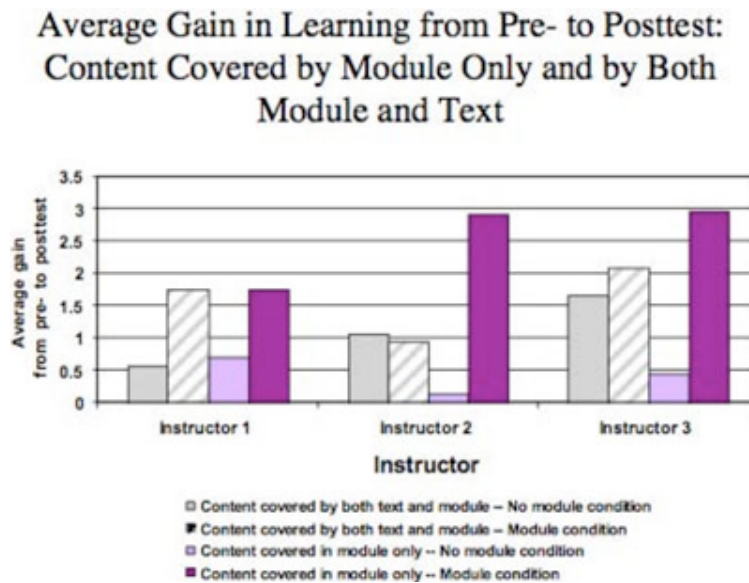 Average Gain in Learning from Pre- to Posttest:
Content Covered by Module Only and by Both
Module and Text
3.5
3
2.5
2
1.5
1
0.5
0
Average gain
from pre- to posttest
Instructor 1
Instructor 2
Instructor 3
Instructor
Content covered by both text and module – No module condition
Content covered by both text and module – Module condition
Content covered in module only -- No module condition
Content covered in module only -- Module condition